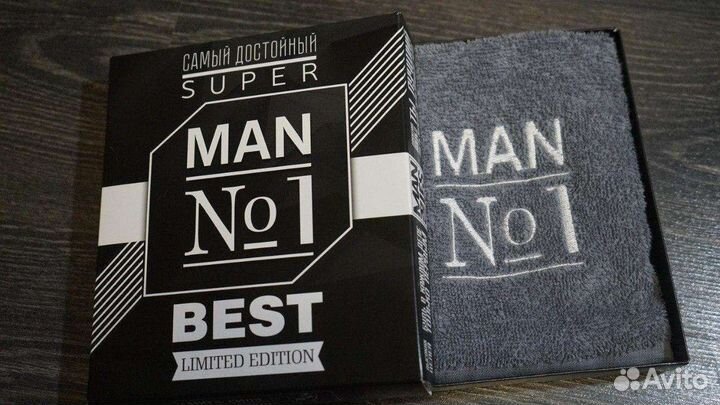 САМЫЙ ДОСТОЙНЫЙ
SUPER
MAN
№1
BEST
LIMITED EDITION
MAN
№1
Avito